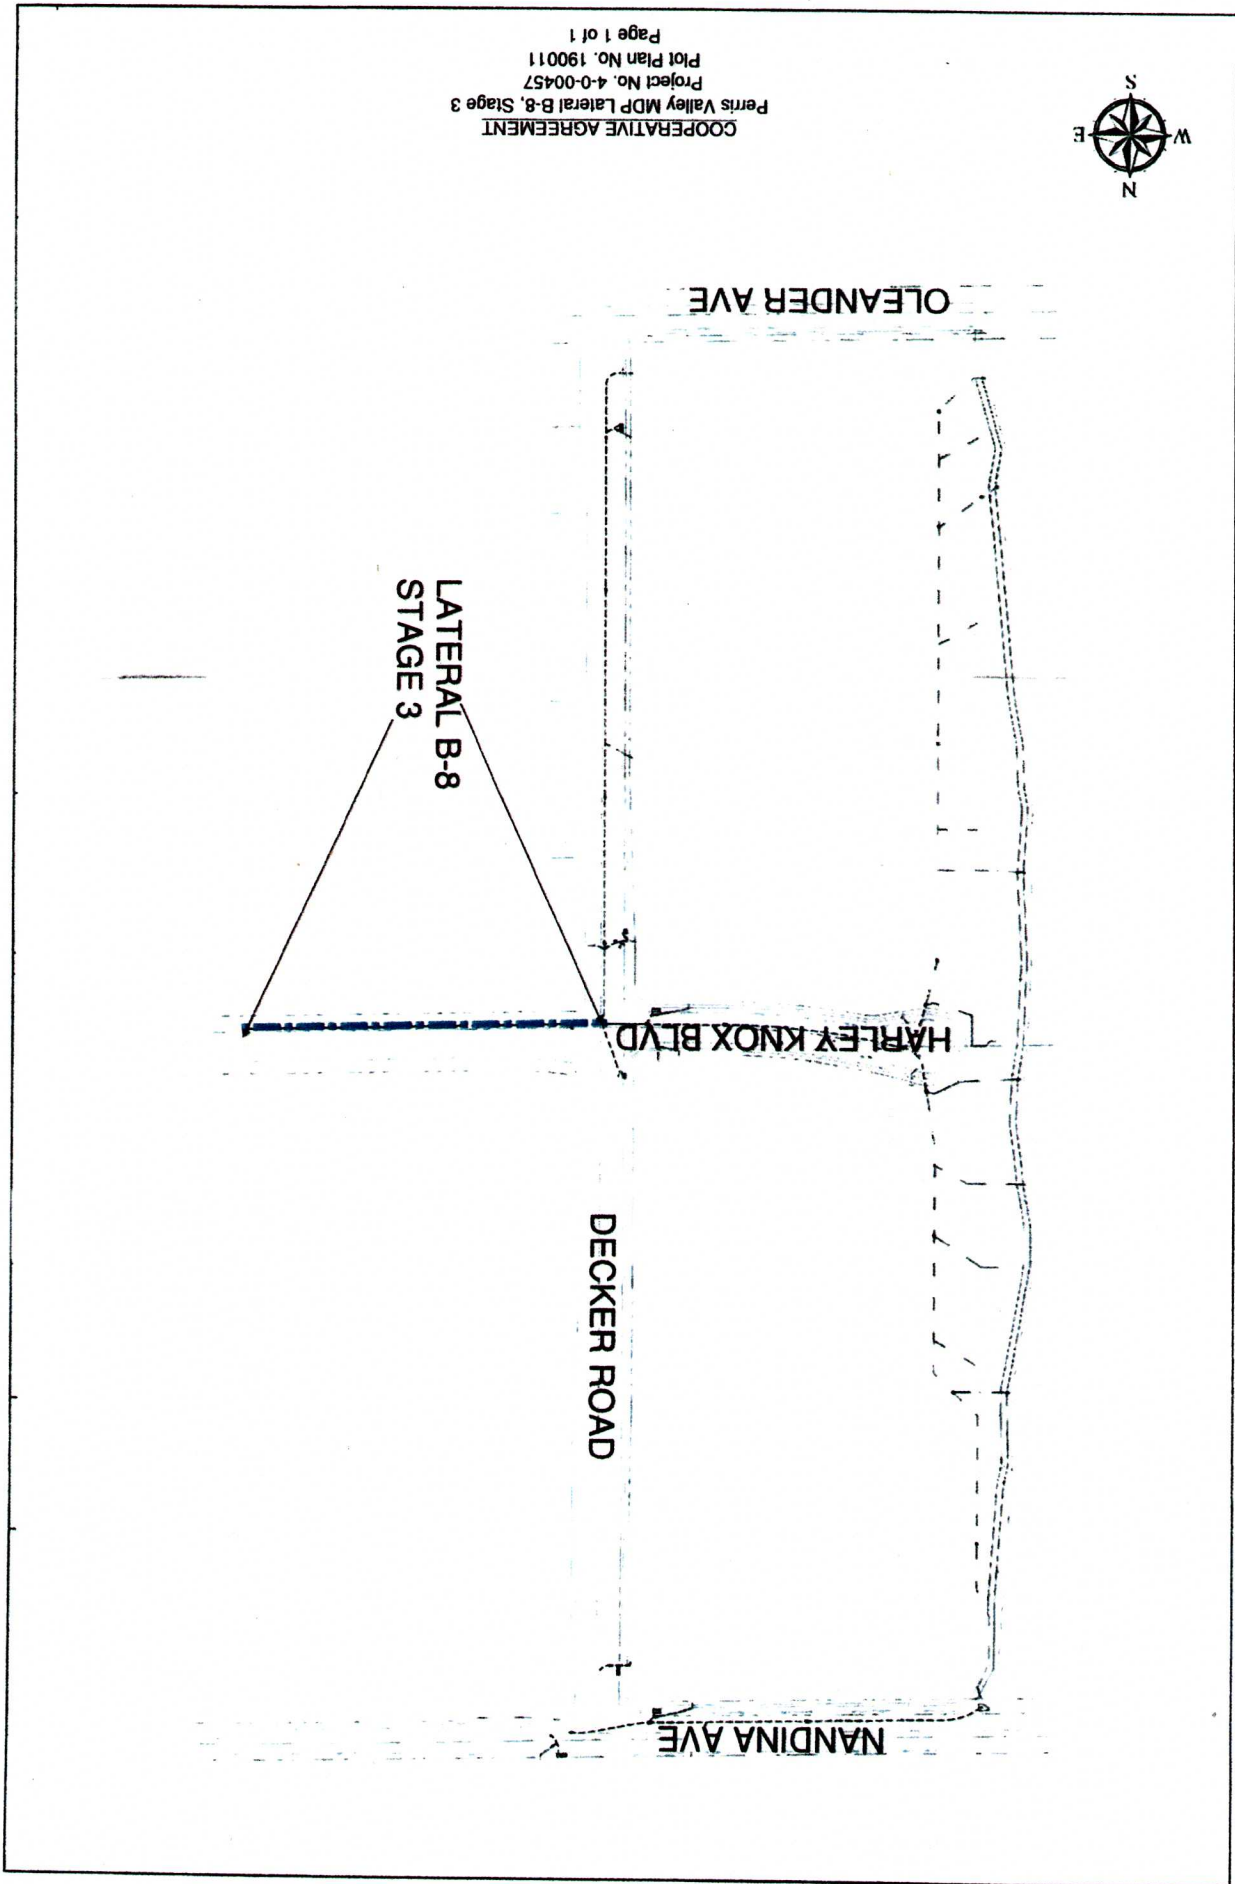 NANDINA AVE
DECKER ROAD
HARLEY KNOX BLVD
LATERAL B-8
STAGE 3
OLEANDER AVE
N
W
E
S
COOPERATIVE AGREEMENT
Perris Valley MDP Lateral B-8, Stage 3
Project No. 4-0-00457
Plot Plan No. 190011
Page 1 of 1